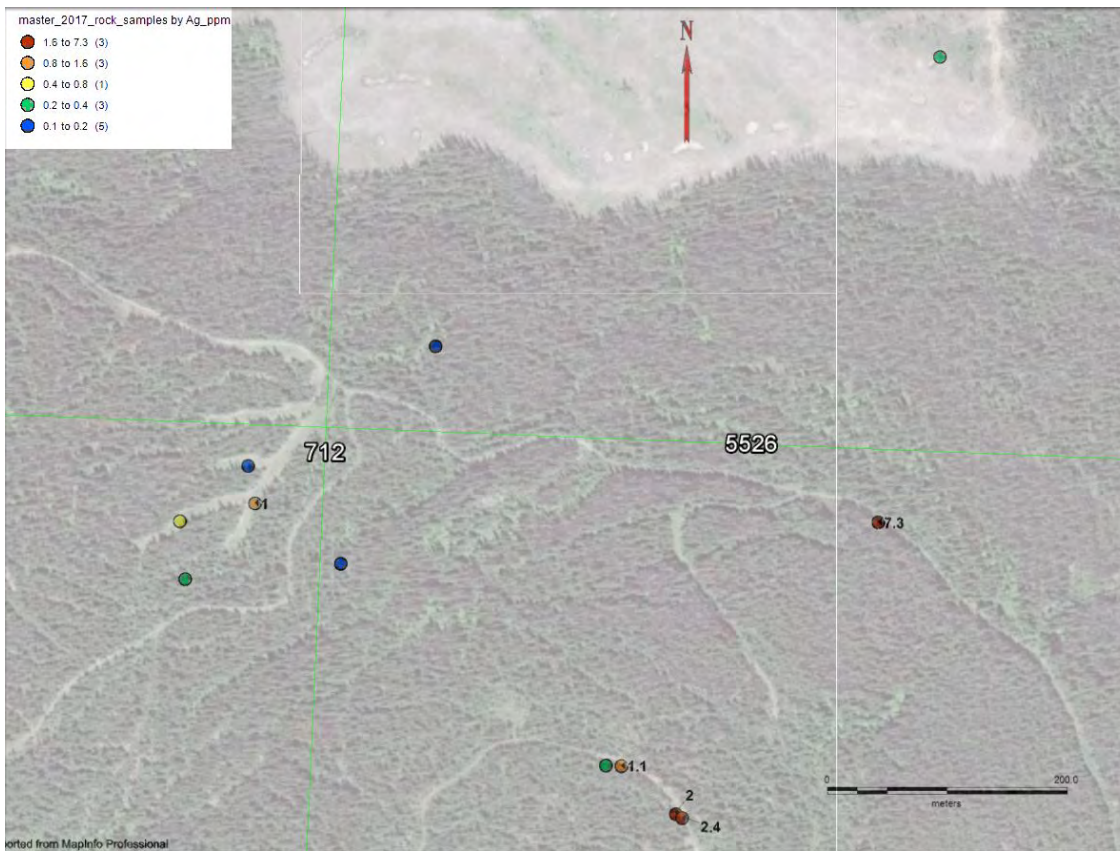 master_2017_rock_samples by Ag_ppm
1.6 to 7.3 (3)
0.8 to 1.6 (3)
0.4 to 0.8 (1)
0.2 to 0.4 (3)
0.1 to 0.2 (5)
N
712
5526
1
7.3
1.1
2
2.4
0
200.0
meters
orted from MapInfo Professional